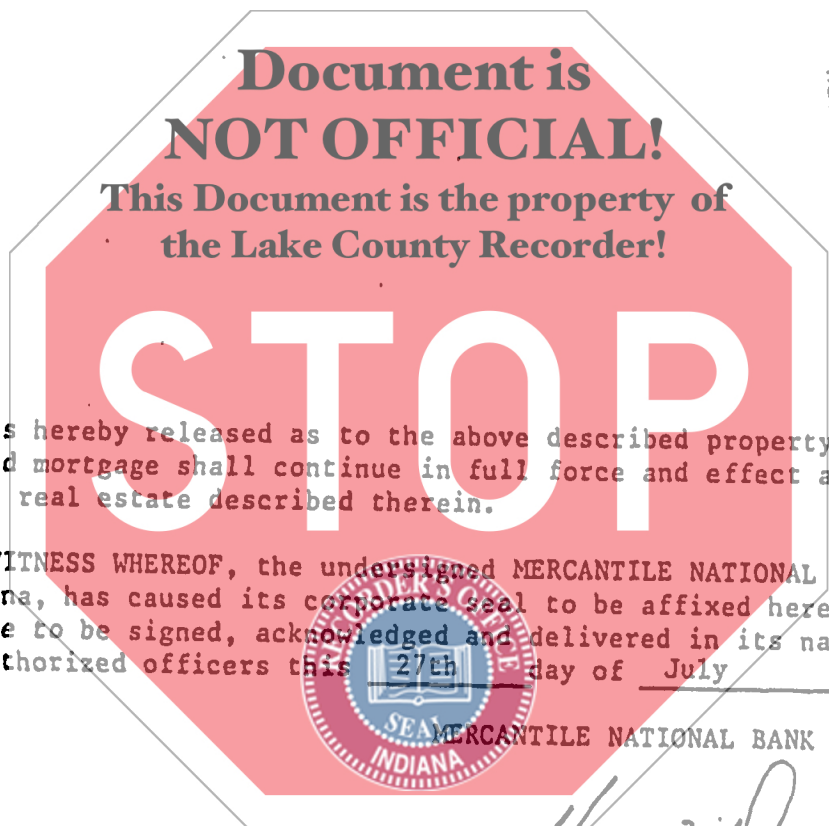 Document is
NOT OFFICIAL!
This Document is the property of
the Lake County Recorder!
STOP
s hereby released as to the above described property
d mortgage shall continue in full force and effect a
real estate described therein.
ITNESS WHEREOF, the undersigned MERCANTILE NATIONAL
na, has caused its corporate seal to be affixed here
e to be signed, acknowledged and delivered in its na
thorized officers this 27th day of July
RECORDER'S OFFICE
SEAL
INDIANA
MERCANTILE NATIONAL BANK